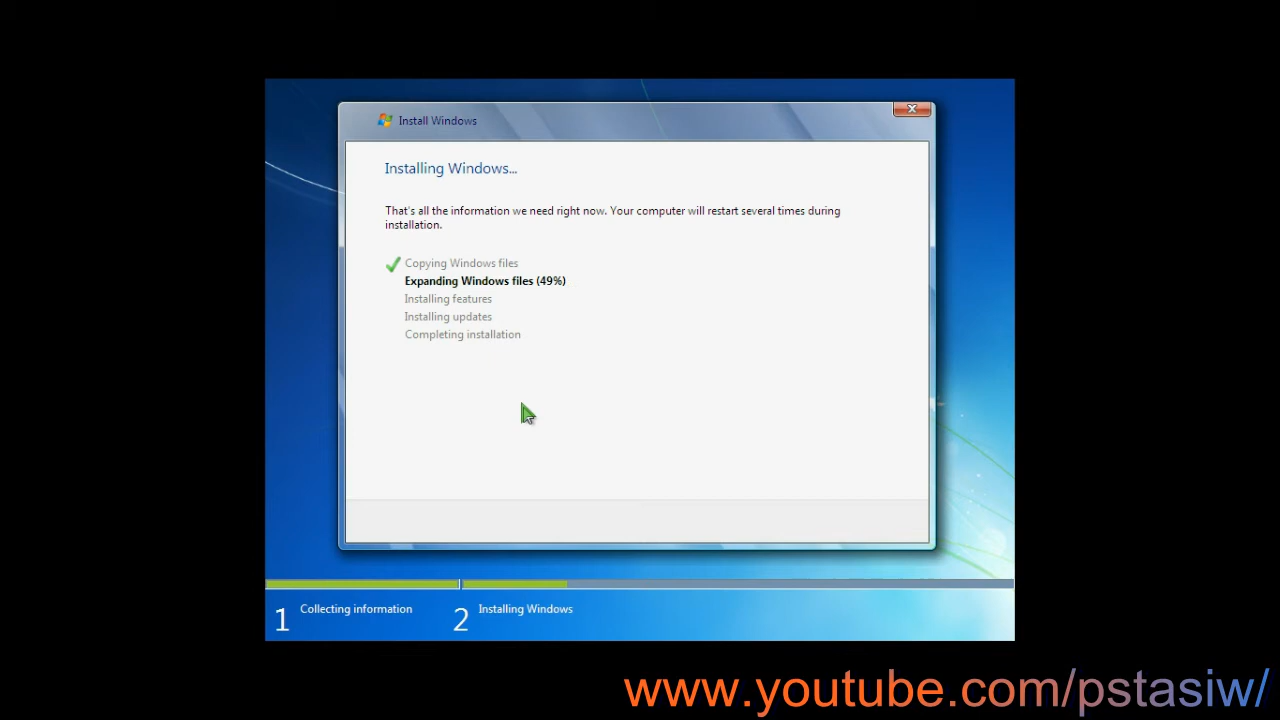 Install Windows
Installing Windows...
That's all the information we need right now. Your computer will restart several times during
installation.
Copying Windows files
Expanding Windows files (49%)
Installing features
Installing updates
Completing installation
1 Collecting information
2 Installing Windows
www.youtube.com/pstasiw/